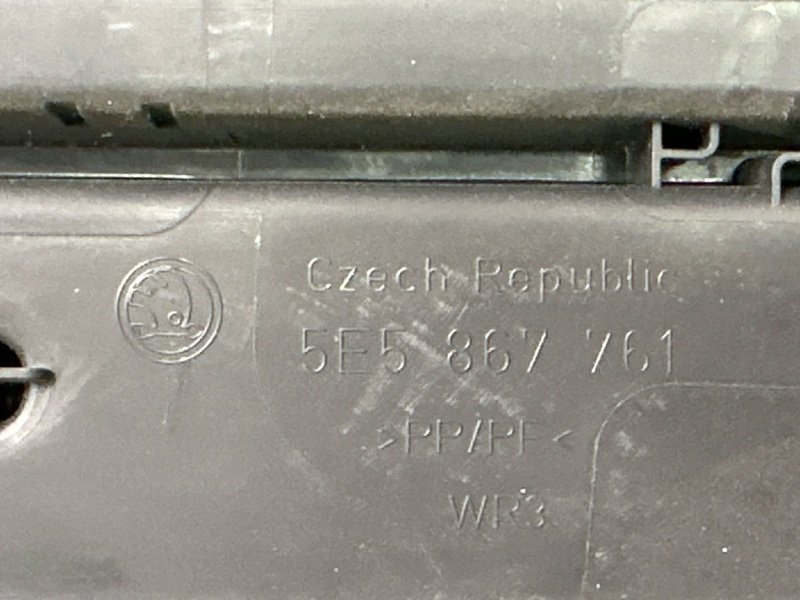 Czech Republic
5E5 867 761
>PP/PE<
WR3